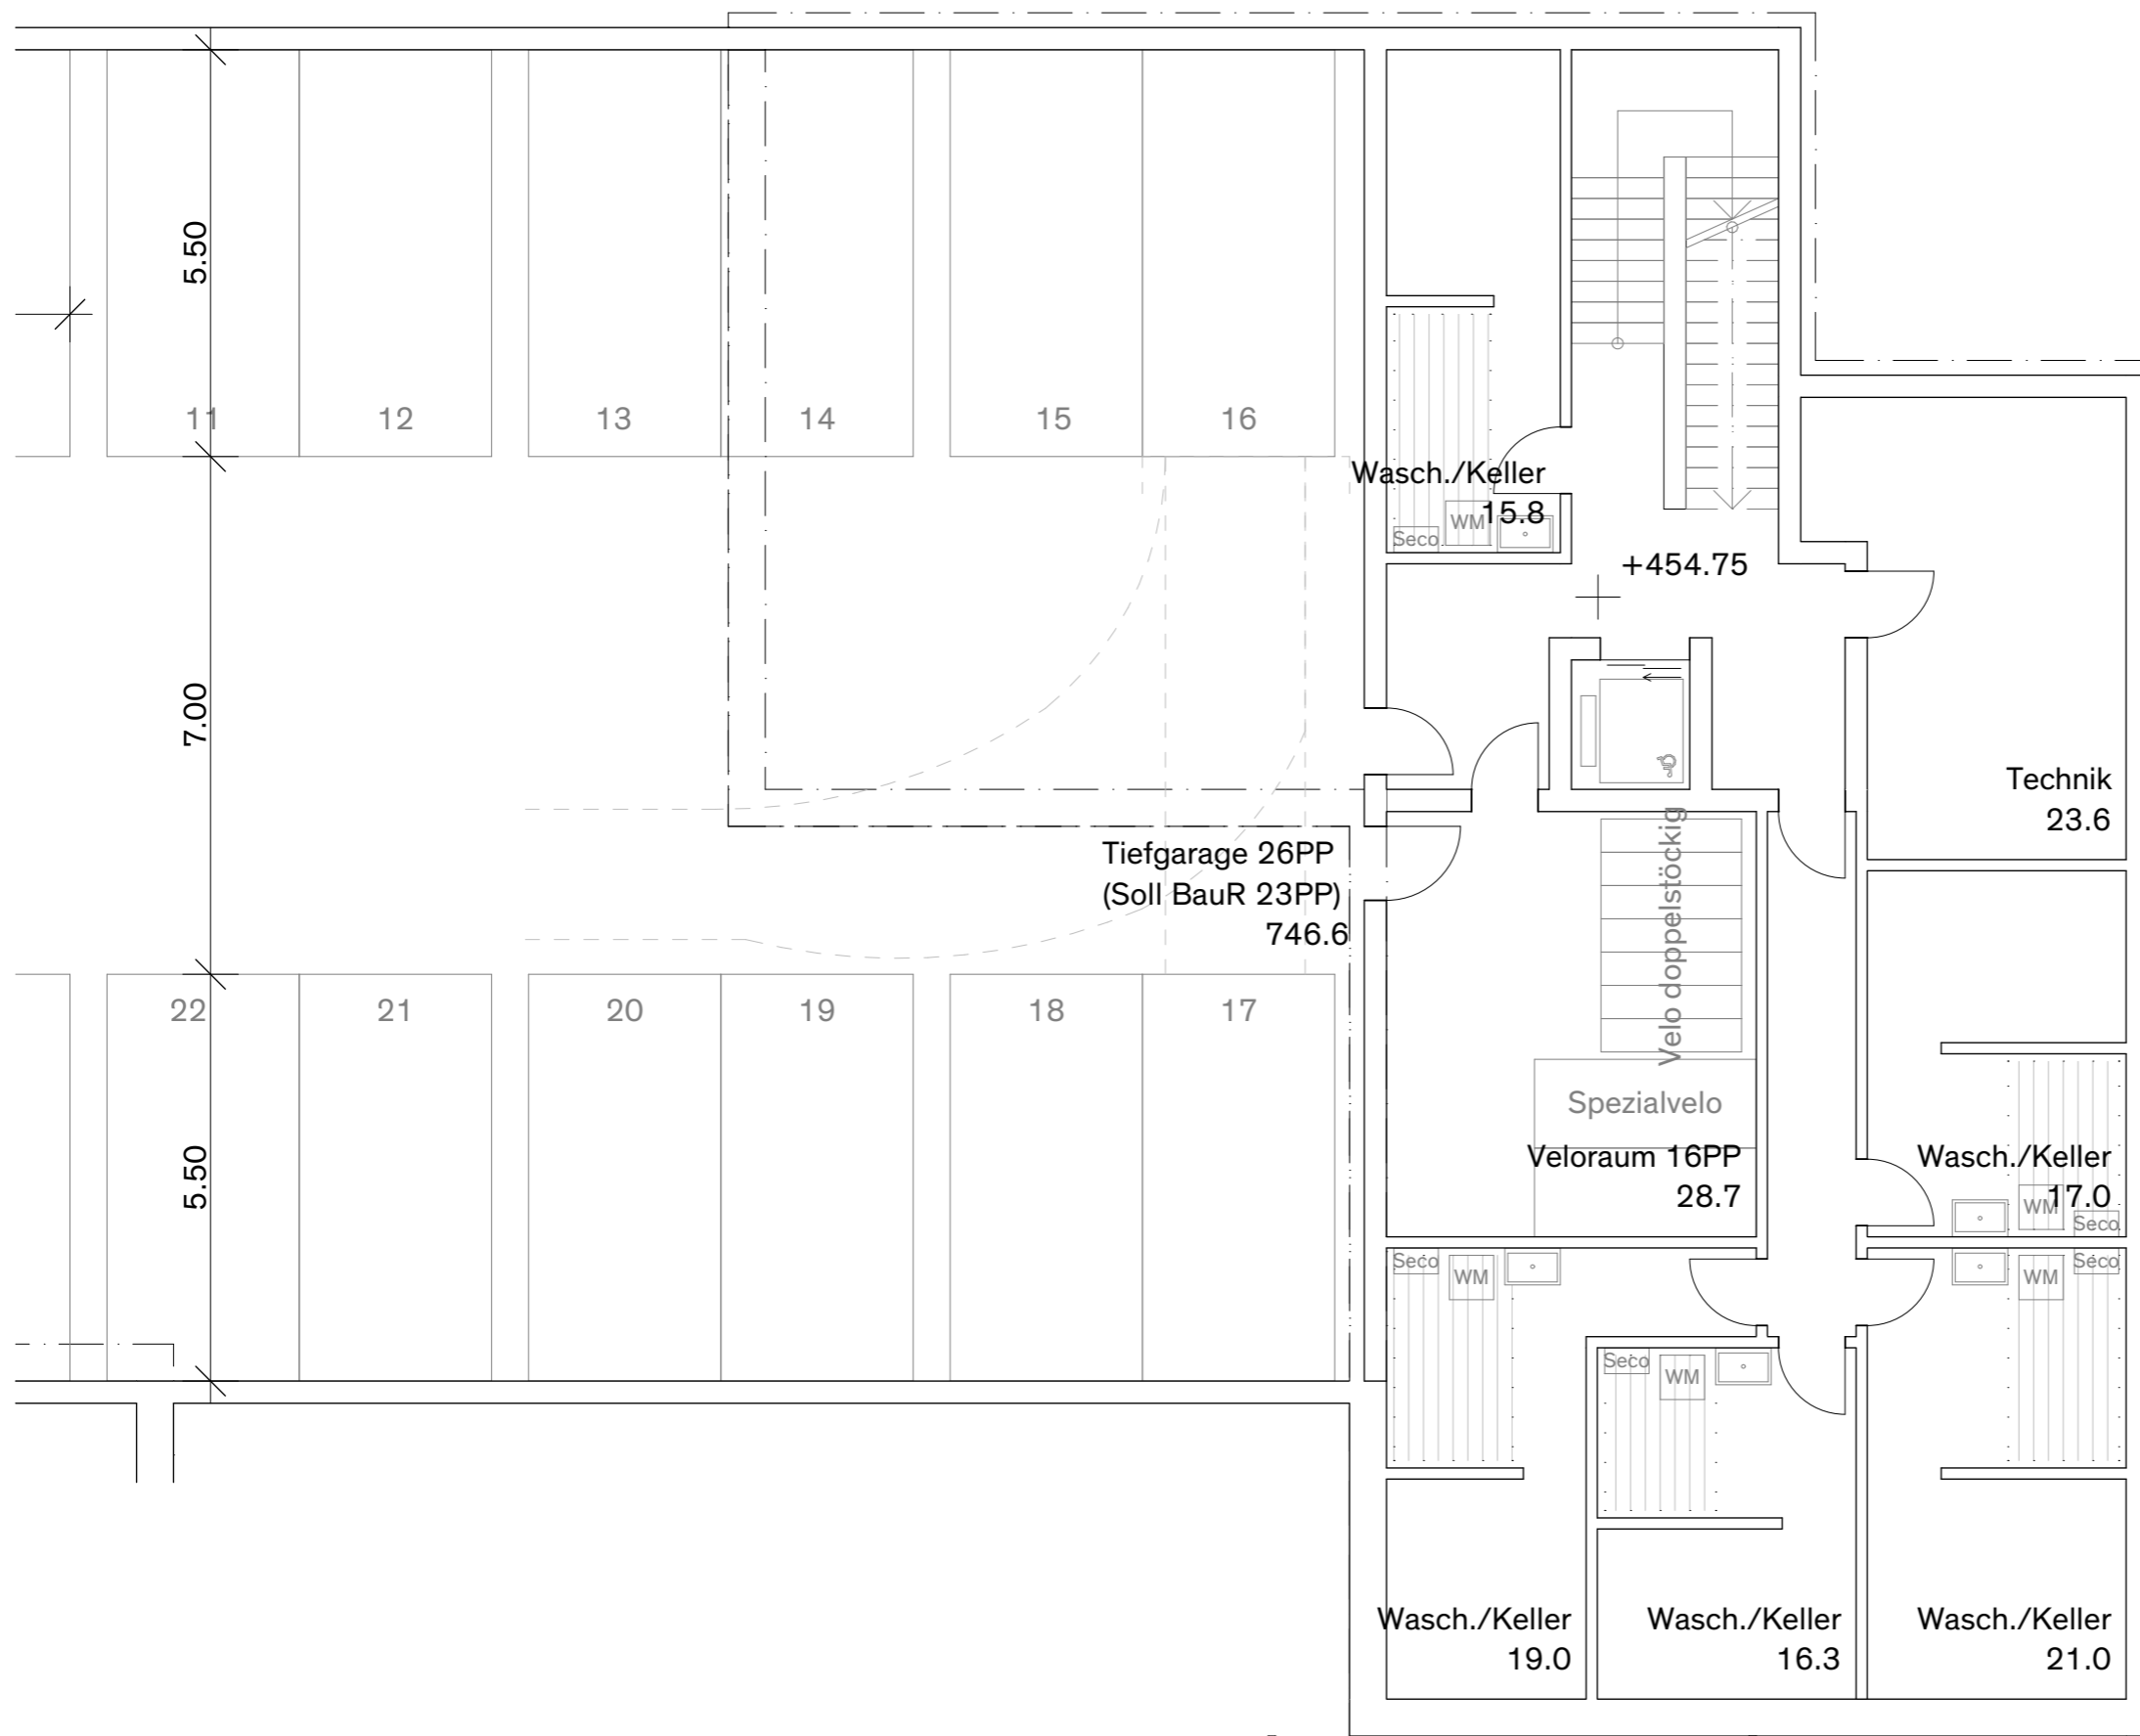 5.50
11
12
13
14
15
16
Wasch./Keller
15.8
WM
Seco
+454.75
7.00
Technik
23.6
Velo doppelstöckig
Tiefgarage 26PP
(Soll BauR 23PP)
746.6
22
21
20
19
18
17
5.50
Spezialvelo
Veloraum 16PP
28.7
Wasch./Keller
17.0
WM
Seco
Seco
WM
WM
Seco
Seco
WM
Wasch./Keller
19.0
Wasch./Keller
16.3
Wasch./Keller
21.0